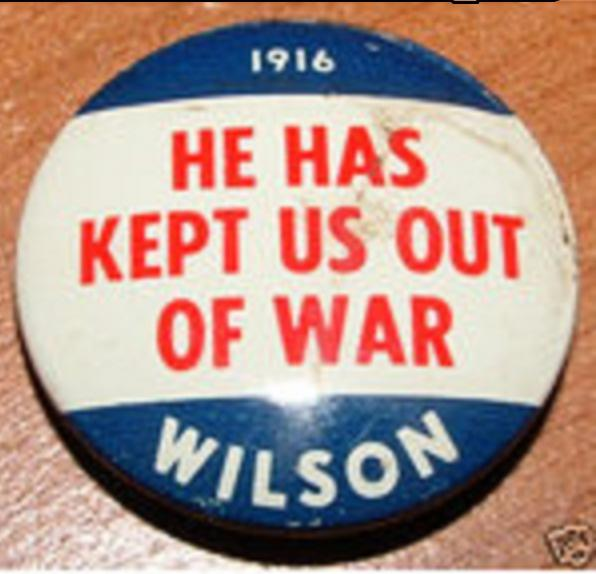 1916
HE HAS
KEPT US OUT
OF WAR
WILSON